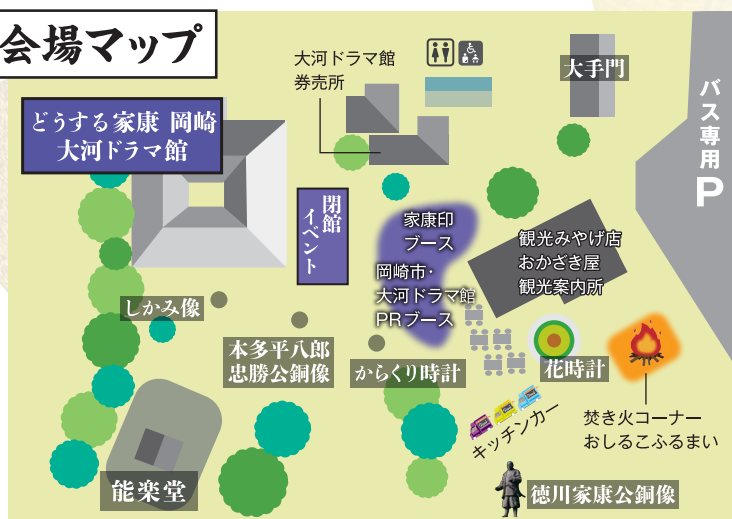 会場マップ
大河ドラマ館
券売所
大手門
バス専用P
どうする家康 岡崎
大河ドラマ館
閉館
イベント
家康印
ブース
岡崎市・
大河ドラマ館
PRブース
観光みやげ店
おかざき屋
観光案内所
しかみ像
本多平八郎
忠勝公銅像
からくり時計
花時計
キッチンカー
焚き火コーナー
おしるこふるまい
能楽堂
徳川家康公銅像